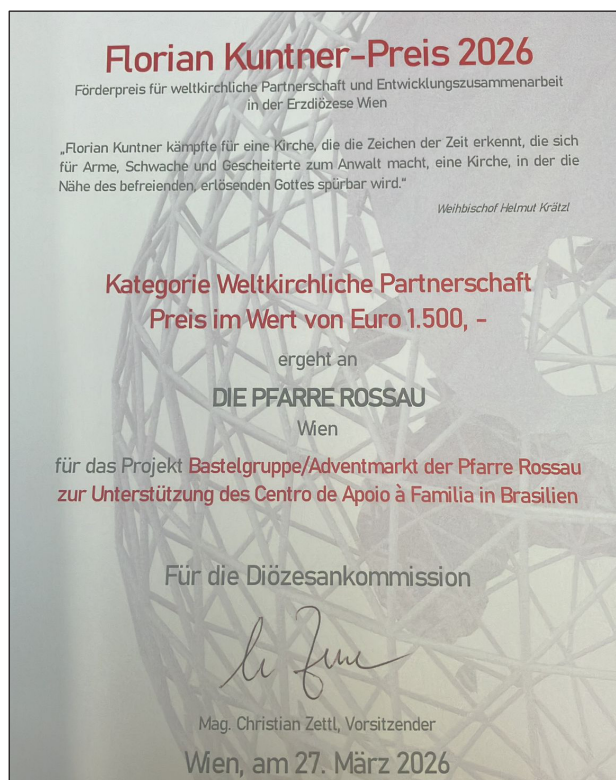 Florian Kuntner-Preis 2026
Förderpreis für weltkirchliche Partnerschaft und Entwicklungszusammenarbeit
in der Erzdiözese Wien
„Florian Kuntner kämpfte für eine Kirche, die die Zeichen der Zeit erkennt, die sich
für Arme, Schwache und Gescheiterte zum Anwalt macht, eine Kirche, in der die
Nähe des befreienden, erlösenden Gottes spürbar wird."
Weihbischof Helmut Krätzl
Kategorie Weltkirchliche Partnerschaft
Preis im Wert von Euro 1.500, -
ergeht an
DIE PFARRE ROSSAU
Wien
für das Projekt Bastelgruppe/Adventmarkt der Pfarre Rossau
zur Unterstützung des Centro de Apoio à Familia in Brasilien
Für die Diözesankommission
Mag. Christian Zettl, Vorsitzender
Wien, am 27. März 2026